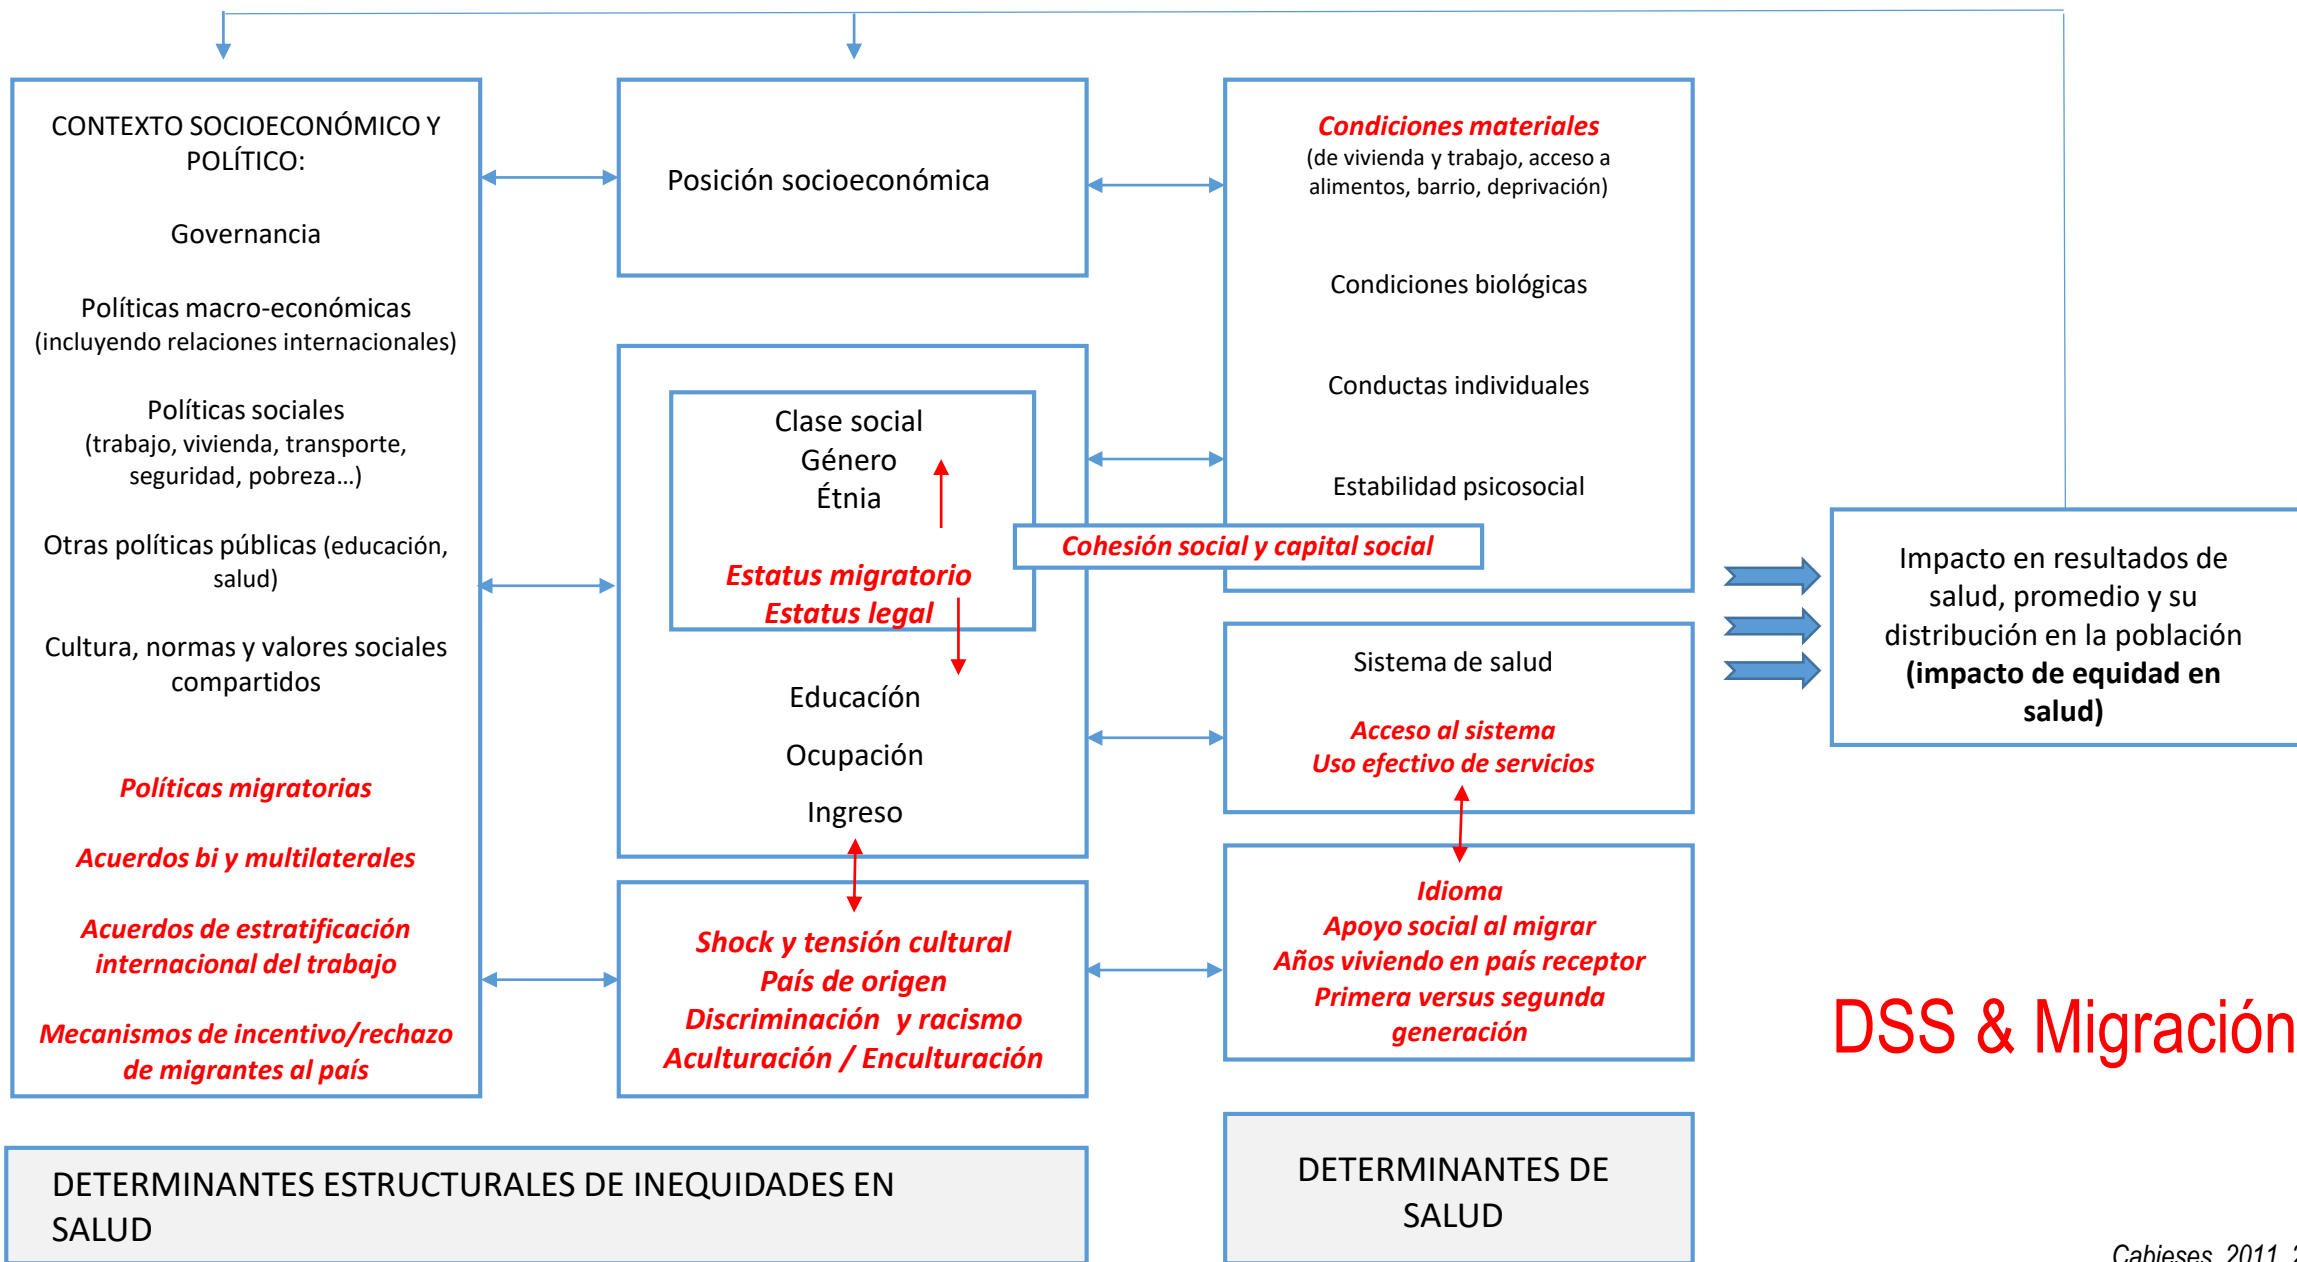 CONTEXTO SOCIOECONÓMICO Y
POLÍTICO:
Governancia
Políticas macro-económicas
(incluyendo relaciones internacionales)
Políticas sociales
(trabajo, vivienda, transporte,
seguridad, pobreza...)
Otras políticas públicas (educación,
salud)
Cultura, normas y valores sociales
compartidos
Políticas migratorias
Acuerdos bi y multilaterales
Acuerdos de estratificación
internacional del trabajo
Mecanismos de incentivo/rechazo
de migrantes al país
Posición socioeconómica
Clase social
Género
Étnia
Estatus migratorio
Estatus legal
Educacíón
Ocupación
Ingreso
Shock y tensión cultural
País de origen
Discriminación y racismo
Aculturación / Enculturación
Condiciones materiales
(de vivienda y trabajo, acceso a
alimentos, barrio, deprivación)
Condiciones biológicas
Conductas individuales
Estabilidad psicosocial
Cohesión social y capital social
Sistema de salud
Acceso al sistema
Uso efectivo de servicios
Idioma
Apoyo social al migrar
Años viviendo en país receptor
Primera versus segunda
generación
Impacto en resultados de
salud, promedio y su
distribución en la población
(impacto de equidad en
salud)
DSS & Migración
DETERMINANTES ESTRUCTURALES DE INEQUIDADES EN
SALUD
DETERMINANTES DE
SALUD
Cabieses, 2011, 2